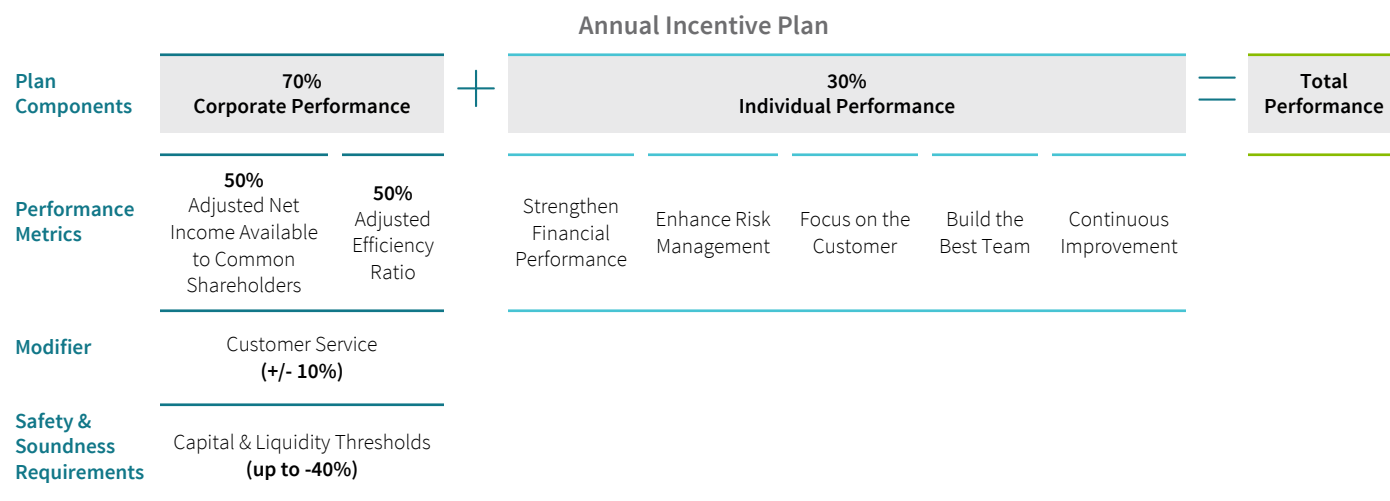 Annual Incentive Plan
Plan
Components
70%
Corporate Performance
+
30%
Individual Performance
=
Total
Performance
Performance
Metrics
50%
Adjusted Net
Income Available
to Common
Shareholders
50%
Adjusted
Efficiency
Ratio
Strengthen
Financial
Performance
Enhance Risk
Management
Focus on the
Customer
Build the
Best Team
Continuous
Improvement
Modifier
Customer Service
(+/- 10%)
Safety &
Soundness
Requirements
Capital & Liquidity Thresholds
(up to -40%)